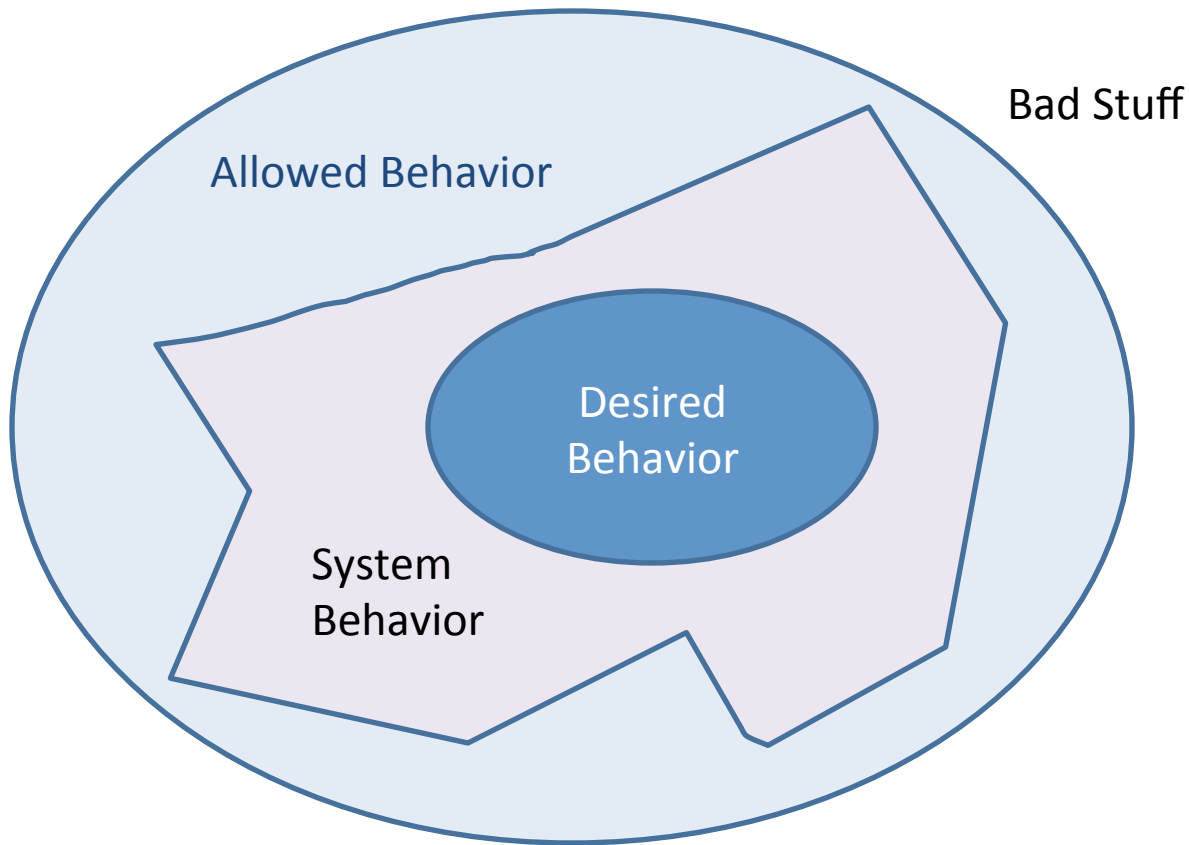 Bad Stuff
Allowed Behavior
Desired
Behavior
System
Behavior